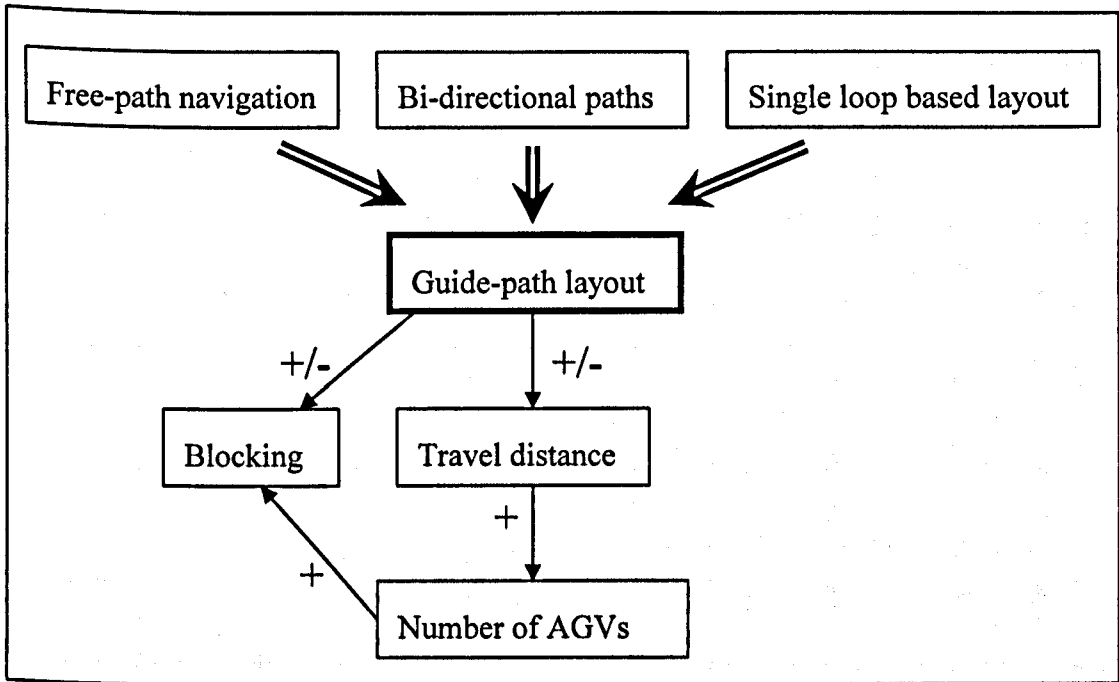 Free-path navigation
Bi-directional paths
Single loop based layout
Guide-path layout
+/-
+/-
Blocking
Travel distance
+
+
Number of AGVs